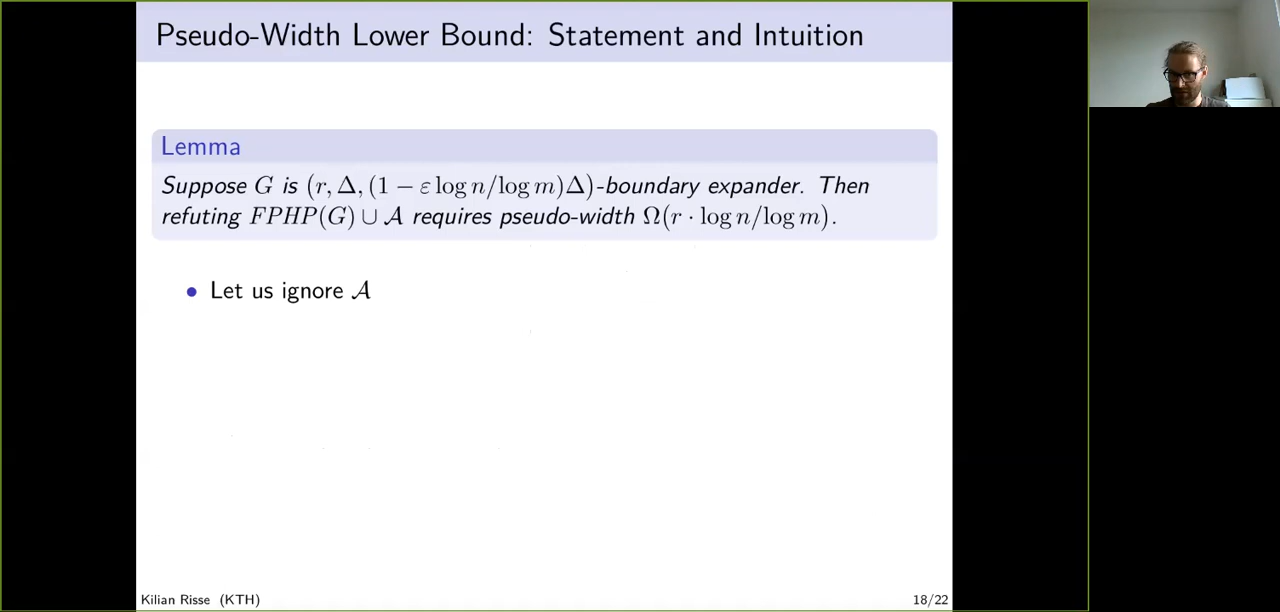 Pseudo-Width Lower Bound: Statement and Intuition
Lemma
Suppose G is (r, Δ, (1 − ε log n/log m)Δ)-boundary expander. Then
refuting FPHP(G) ∪ 𝒜 requires pseudo-width Ω(r · log n/log m).
• Let us ignore 𝒜
Kilian Risse (KTH)
18/22